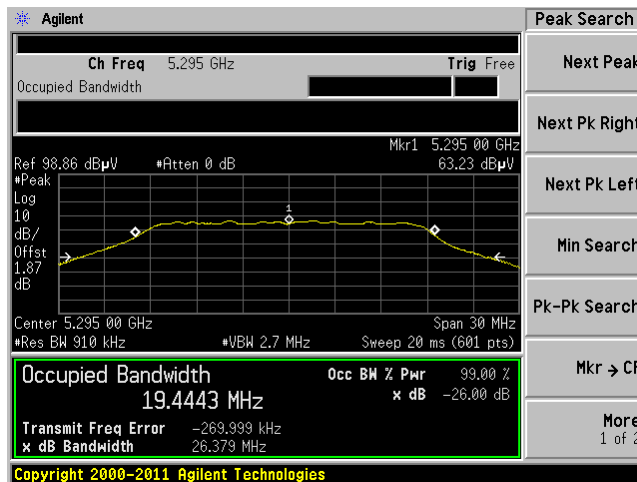 Agilent
Peak Search
Ch Freq 5.295 GHz Trig Free
Occupied Bandwidth
Mkr1 5.295 00 GHz
Ref 98.86 dBµV #Atten 0 dB 63.23 dBµV
#Peak
Log
10
dB/
Offst
1.87
dB
1
Center 5.295 00 GHz Span 30 MHz
#Res BW 910 kHz #VBW 2.7 MHz Sweep 20 ms (601 pts)
Occupied Bandwidth Occ BW % Pwr 99.00 %
19.4443 MHz x dB -26.00 dB
Transmit Freq Error -269.999 kHz
x dB Bandwidth 26.379 MHz
Copyright 2000-2011 Agilent Technologies
Next Peak
Next Pk Right
Next Pk Left
Min Search
Pk-Pk Search
Mkr → CF
More
1 of 2